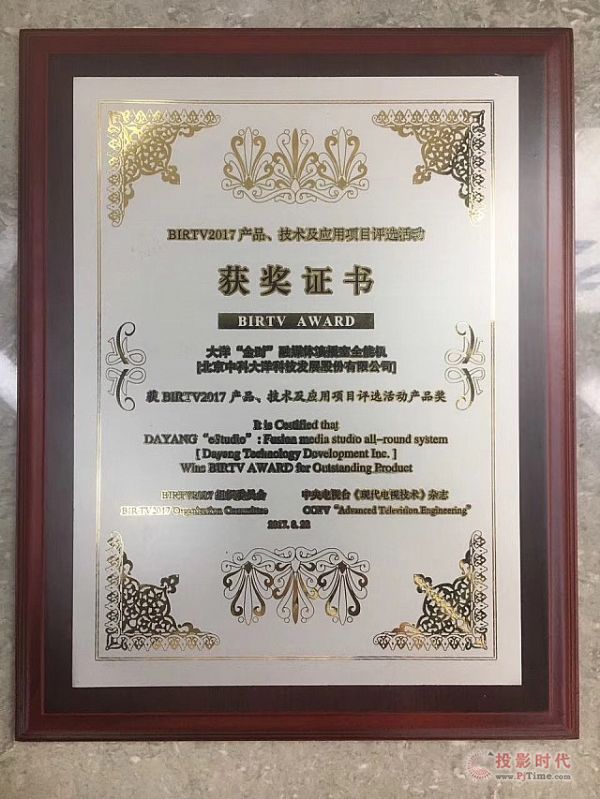 BIRTV2017 产品、技术及应用项目评选活动
获奖证书
BIRTV AWARD
大洋“金时”融媒体演播室全能机
[北京中科大洋科技发展股份有限公司]
获 BIRTV2017 产品、技术及应用项目评选活动产品奖
It is Certified that
DAYANG“eStudio”: Fusion media studio all-round system
[ Dayang Technology Development Inc. ]
Wins BIRTV AWARD for Outstanding Product
BIRTV2017 组织委员会 中央电视台《现代电视技术》杂志
BIRTV2017 Organization Committee CCTV“Advanced Television Engineering”
2017. 8. 22
投影时代
www.PjTime.com